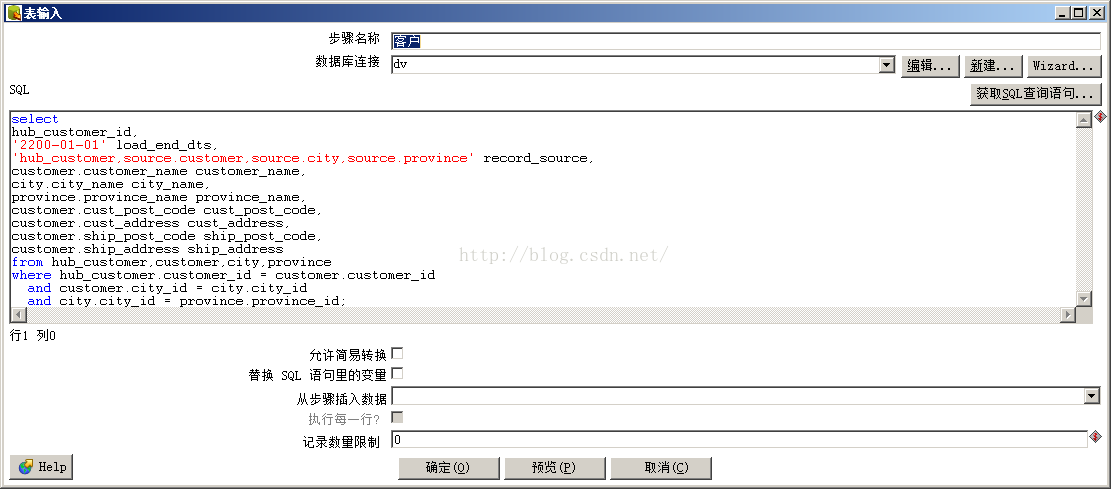 表输入
步骤名称 客户
数据库连接 dv 编辑... 新建... Wizard...
SQL 获取SQL查询语句...
select
hub_customer_id,
'2200-01-01' load_end_dts,
'hub_customer,source.customer,source.city,source.province' record_source,
customer.customer_name customer_name,
city.city_name city_name,
province.province_name province_name,
customer.cust_post_code cust_post_code,
customer.cust_address cust_address,
customer.ship_post_code ship_post_code,
customer.ship_address ship_address
from hub_customer,customer,city,province
where hub_customer.customer_id = customer.customer_id
  and customer.city_id = city.city_id
  and city.city_id = province.province_id;
http://blog.csdn.net/
行1 列0
允许简易转换
替换 SQL 语句里的变量
从步骤插入数据
执行每一行?
记录数量限制 0
Help 确定(O) 预览(P) 取消(C)